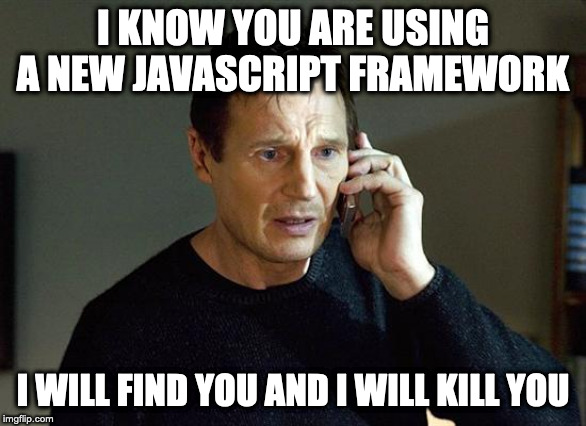 I KNOW YOU ARE USING
A NEW JAVASCRIPT FRAMEWORK
I WILL FIND YOU AND I WILL KILL YOU
imgflip.com